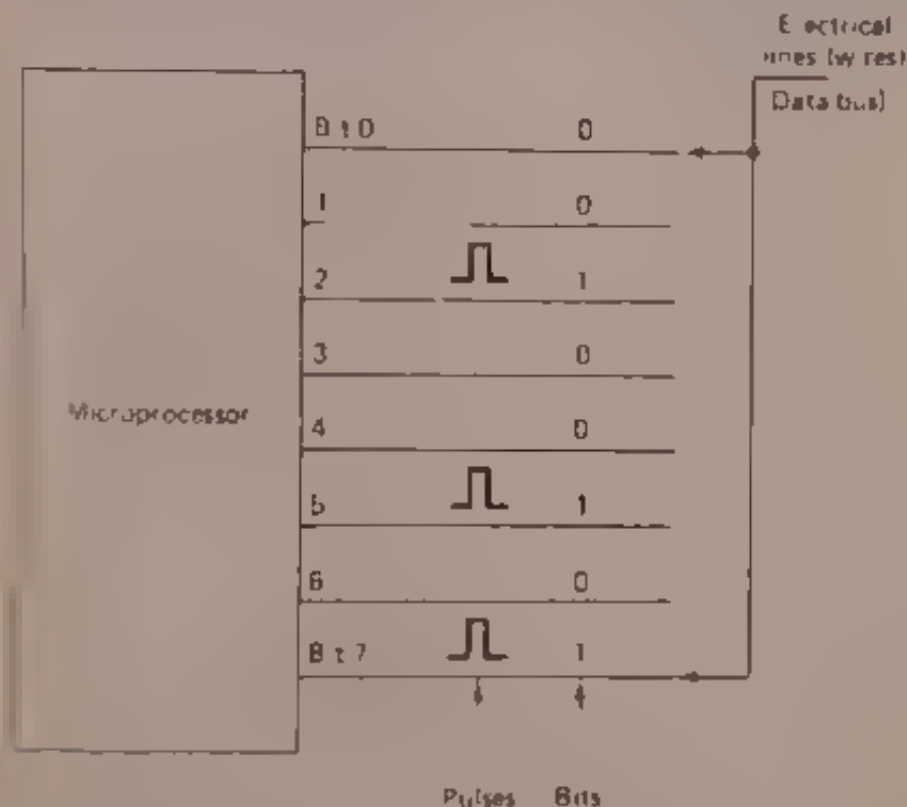 Electrical
lines (wires)
Data bus)
Bit 0 0
1 0
2 1
3 0
Microprocessor
4 0
5 1
6 0
Bit 7 1
Pulses Bits